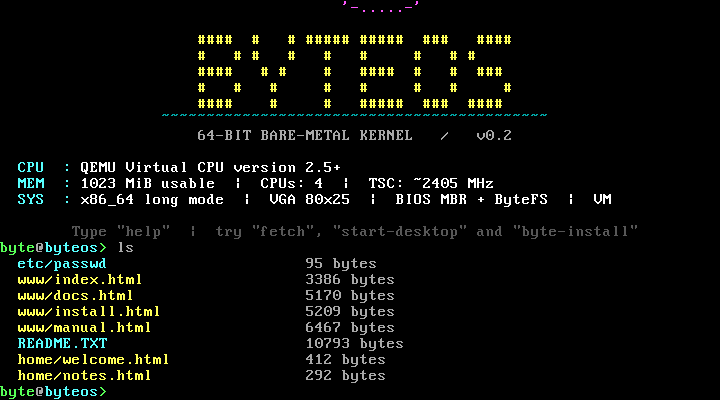 '-.....-'
BYTEOS
~~~~~~~~~~~~~~~~~~~~~~~~~~~~~~~~~~~~~~~~~~~
64-BIT BARE-METAL KERNEL / v0.2
CPU : QEMU Virtual CPU version 2.5+
MEM : 1023 MiB usable | CPUs: 4 | TSC: ~2405 MHz
SYS : x86_64 long mode | VGA 80x25 | BIOS MBR + ByteFS | VM
Type "help" | try "fetch", "start-desktop" and "byte-install"
byte@byteos> ls
etc/passwd 95 bytes
www/index.html 3386 bytes
www/docs.html 5170 bytes
www/install.html 5209 bytes
www/manual.html 6467 bytes
README.TXT 10793 bytes
home/welcome.html 412 bytes
home/notes.html 292 bytes
byte@byteos>